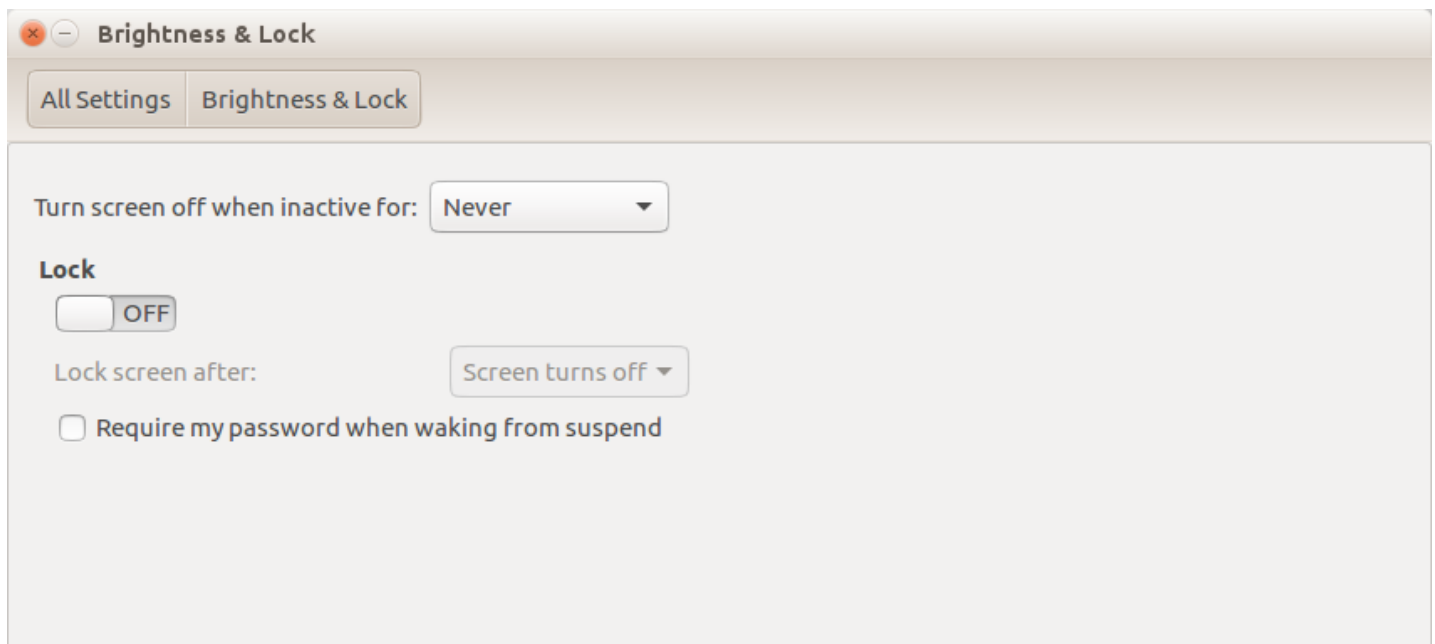 Brightness & Lock
All Settings Brightness & Lock
Turn screen off when inactive for: Never
Lock
OFF
Lock screen after: Screen turns off
Require my password when waking from suspend